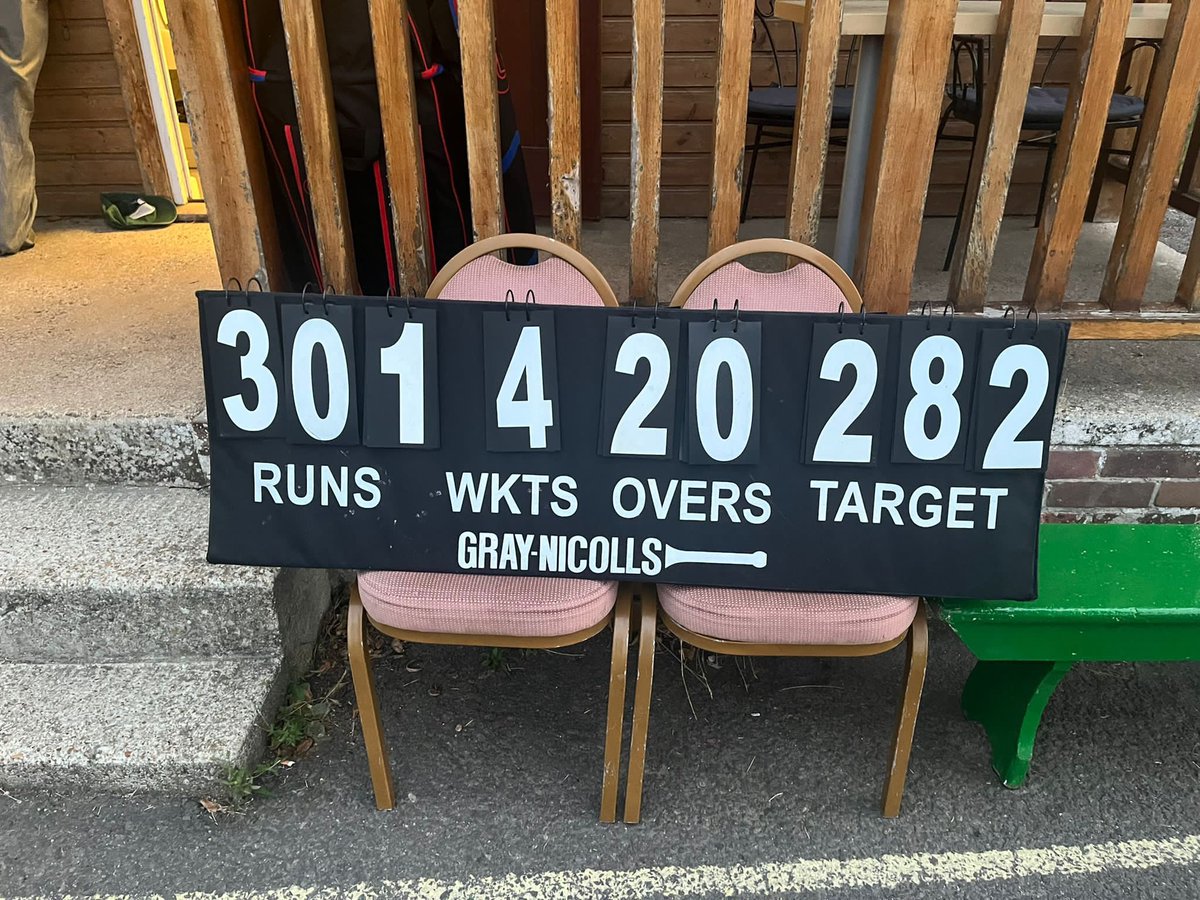 301 4 20 282
RUNS WKTS OVERS TARGET
GRAY-NICOLLS